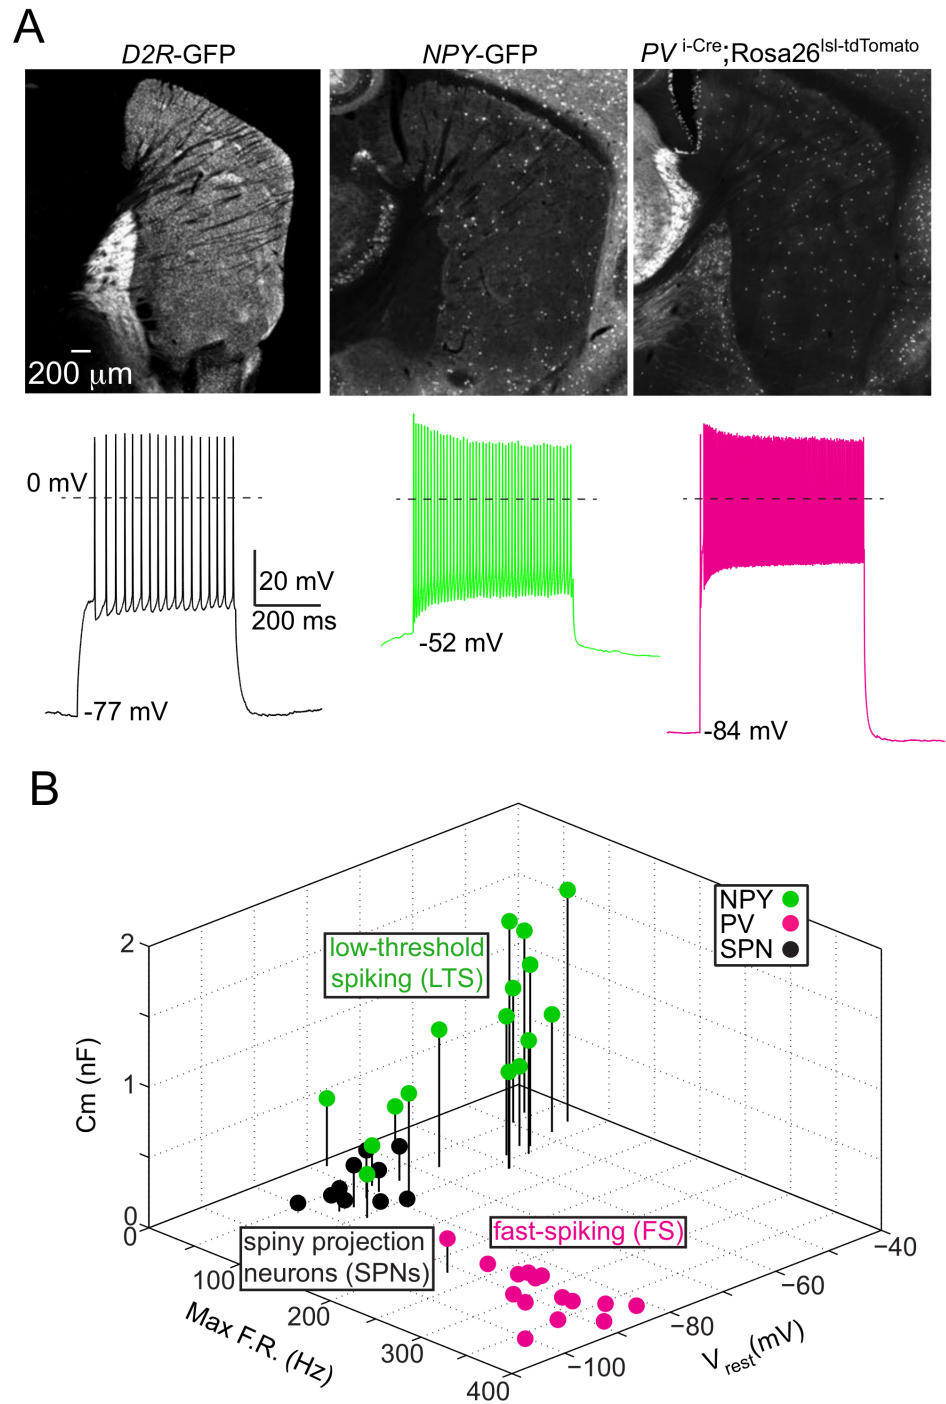 A
D2R-GFP
NPY-GFP
PV i-Cre;Rosa26lsl-tdTomato
200 μm
0 mV
20 mV
200 ms
-77 mV
-52 mV
-84 mV
B
NPY
PV
SPN
low-threshold
spiking (LTS)
2
1
0
Cm (nF)
fast-spiking (FS)
spiny projection
neurons (SPNs)
0
100
200
300
400
Max F.R. (Hz)
−100
−80
−60
−40
Vrest(mV)